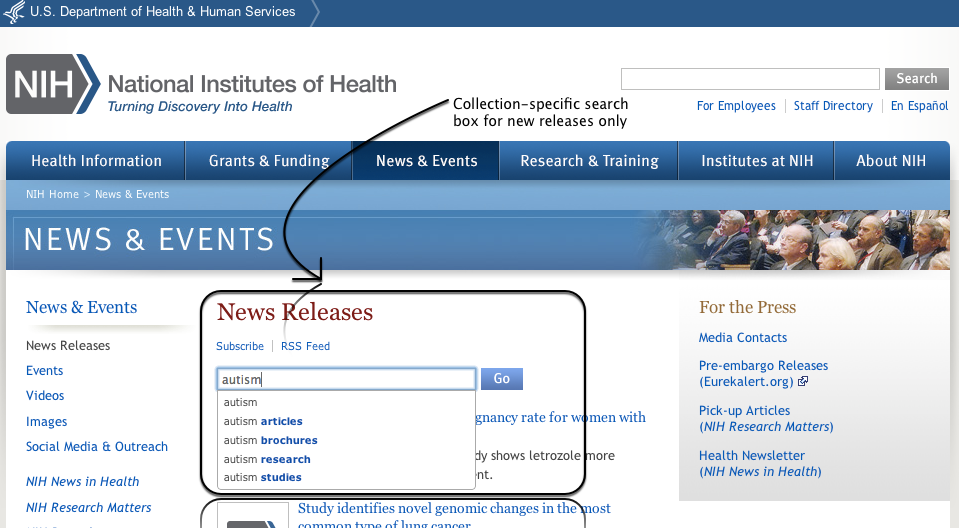 U.S. Department of Health & Human Services
NIH
National Institutes of Health
Turning Discovery Into Health
Search
For Employees
Staff Directory
En Español
Collection-specific search
box for new releases only
Health Information
Grants & Funding
News & Events
Research & Training
Institutes at NIH
About NIH
NIH Home > News & Events
NEWS & EVENTS
News & Events
News Releases
Events
Videos
Images
Social Media & Outreach
NIH News in Health
NIH Research Matters
News Releases
Subscribe
RSS Feed
autism
Go
autism
autism articles
autism brochures
autism research
autism studies
rate for women with
shows letrozole more
NIH
Study identifies novel genomic changes in the most
common type of lung cancer
For the Press
Media Contacts
Pre-embargo Releases
(Eurekalert.org)
Pick-up Articles
(NIH Research Matters)
Health Newsletter
(NIH News in Health)